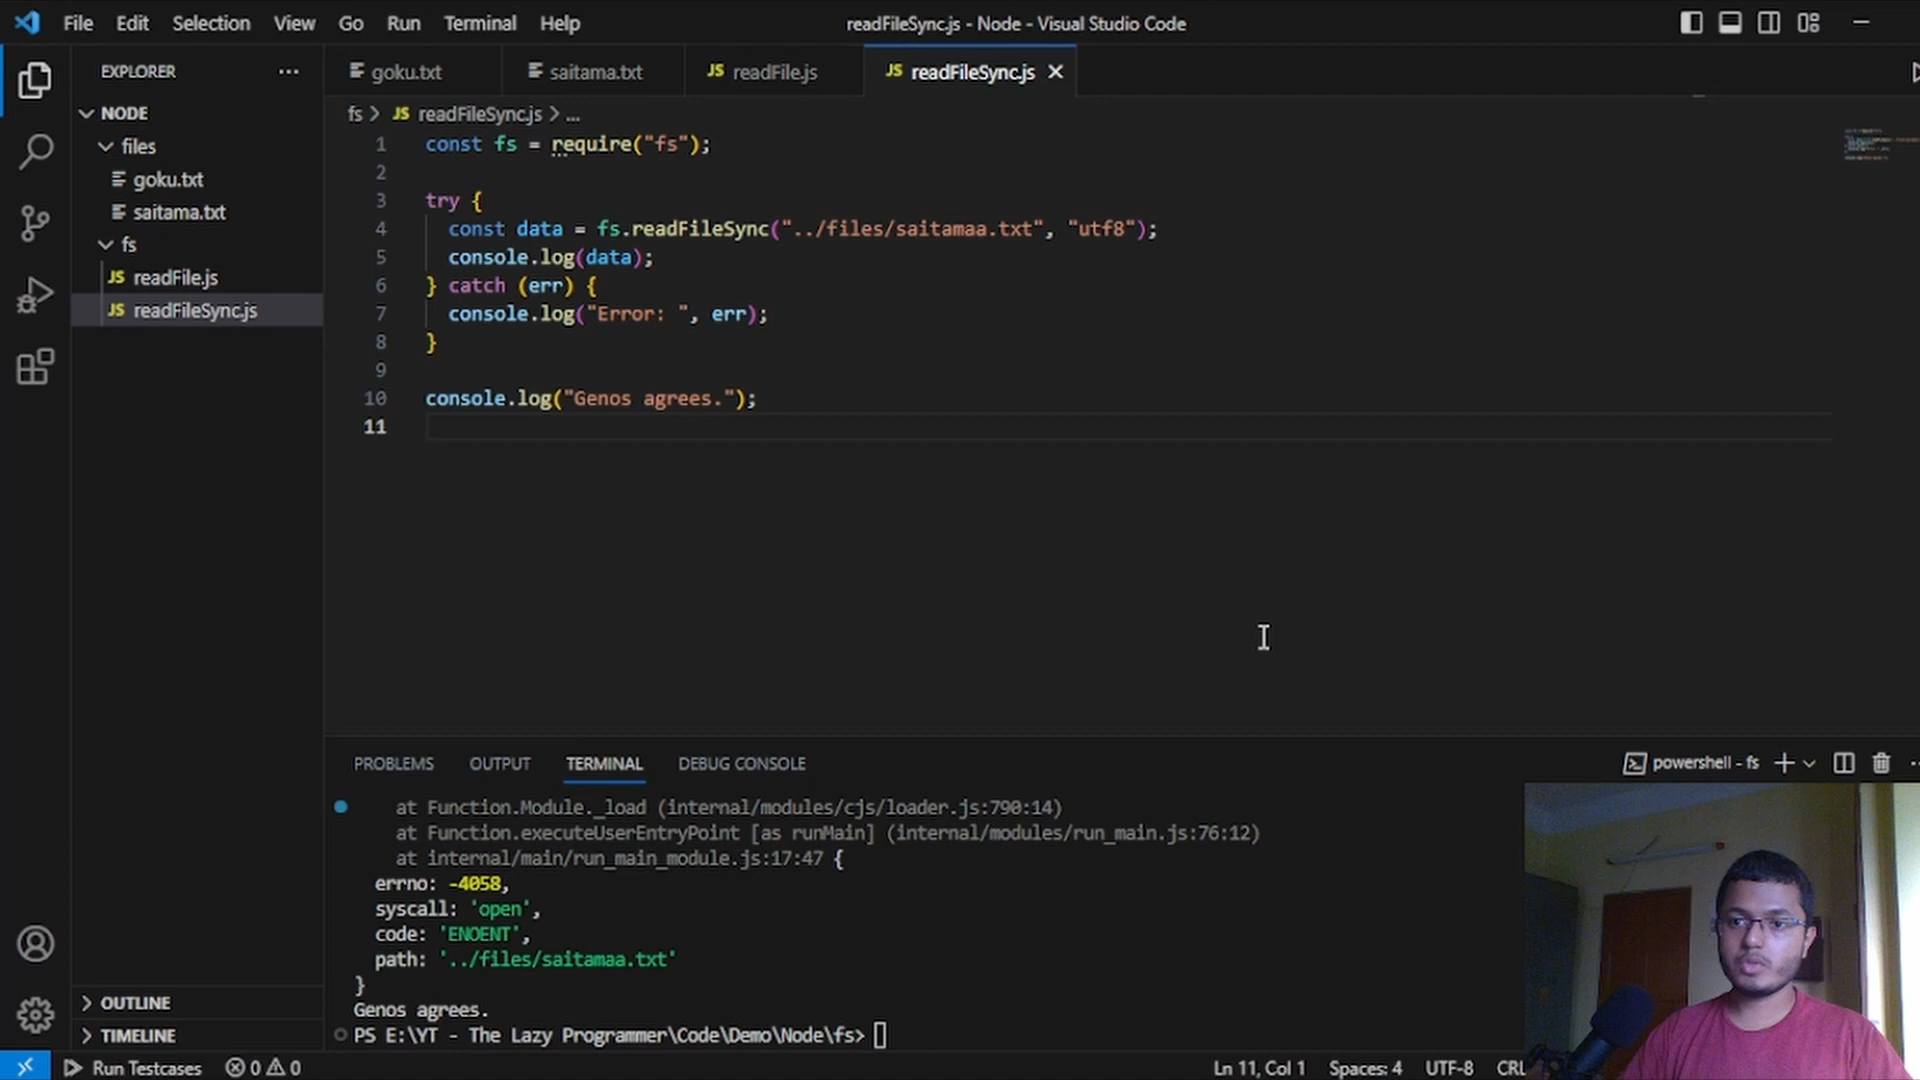 File Edit Selection View Go Run Terminal Help
readFileSync.js - Node - Visual Studio Code
EXPLORER
NODE
files
goku.txt
saitama.txt
fs
JS readFile.js
JS readFileSync.js
OUTLINE
TIMELINE
goku.txt
saitama.txt
JS readFile.js
JS readFileSync.js
fs > JS readFileSync.js > ...
1 const fs = require("fs");
2
3 try {
4 const data = fs.readFileSync("../files/saitamaa.txt", "utf8");
5 console.log(data);
6 } catch (err) {
7 console.log("Error: ", err);
8 }
9
10 console.log("Genos agrees.");
11
PROBLEMS OUTPUT TERMINAL DEBUG CONSOLE
powershell - fs
at Function.Module._load (internal/modules/cjs/loader.js:790:14)
at Function.executeUserEntryPoint [as runMain] (internal/modules/run_main.js:76:12)
at internal/main/run_main_module.js:17:47 {
errno: -4058,
syscall: 'open',
code: 'ENOENT',
path: '../files/saitamaa.txt'
}
Genos agrees.
PS E:\YT - The Lazy Programmer\Code\Demo\Node\fs>
Run Testcases 0 0
Ln 11, Col 1 Spaces: 4 UTF-8 CRL